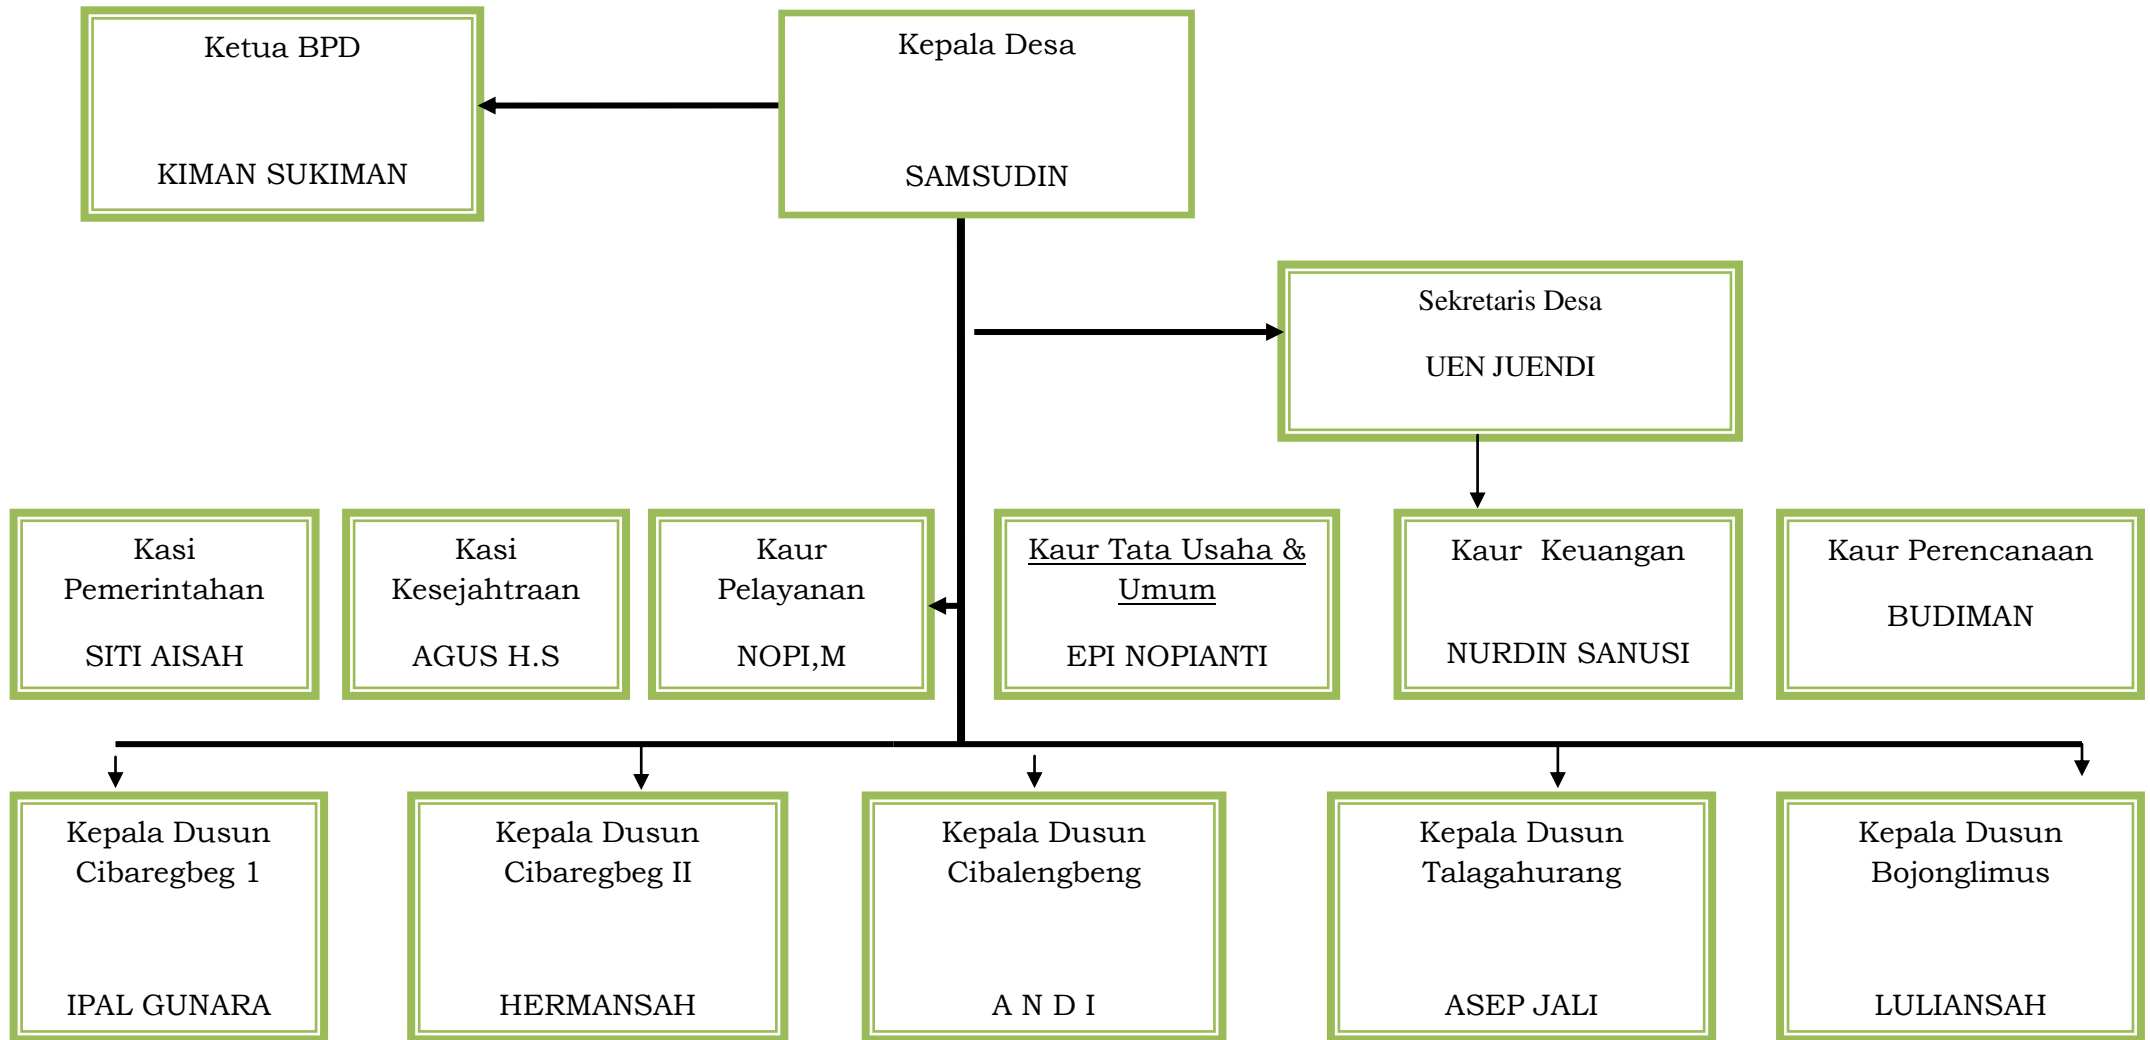 Ketua BPD
KIMAN SUKIMAN
Kepala Desa
SAMSUDIN
Sekretaris Desa
UEN JUENDI
Kasi
Pemerintahan
SITI AISAH
Kasi
Kesejahtraan
AGUS H.S
Kaur
Pelayanan
NOPI,M
Kaur Tata Usaha &
Umum
EPI NOPIANTI
Kaur  Keuangan
NURDIN SANUSI
Kaur Perencanaan
BUDIMAN
Kepala Dusun
Cibaregbeg 1
IPAL GUNARA
Kepala Dusun
Cibaregbeg II
HERMANSAH
Kepala Dusun
Cibalengbeng
A N D I
Kepala Dusun
Talagahurang
ASEP JALI
Kepala Dusun
Bojonglimus
LULIANSAH